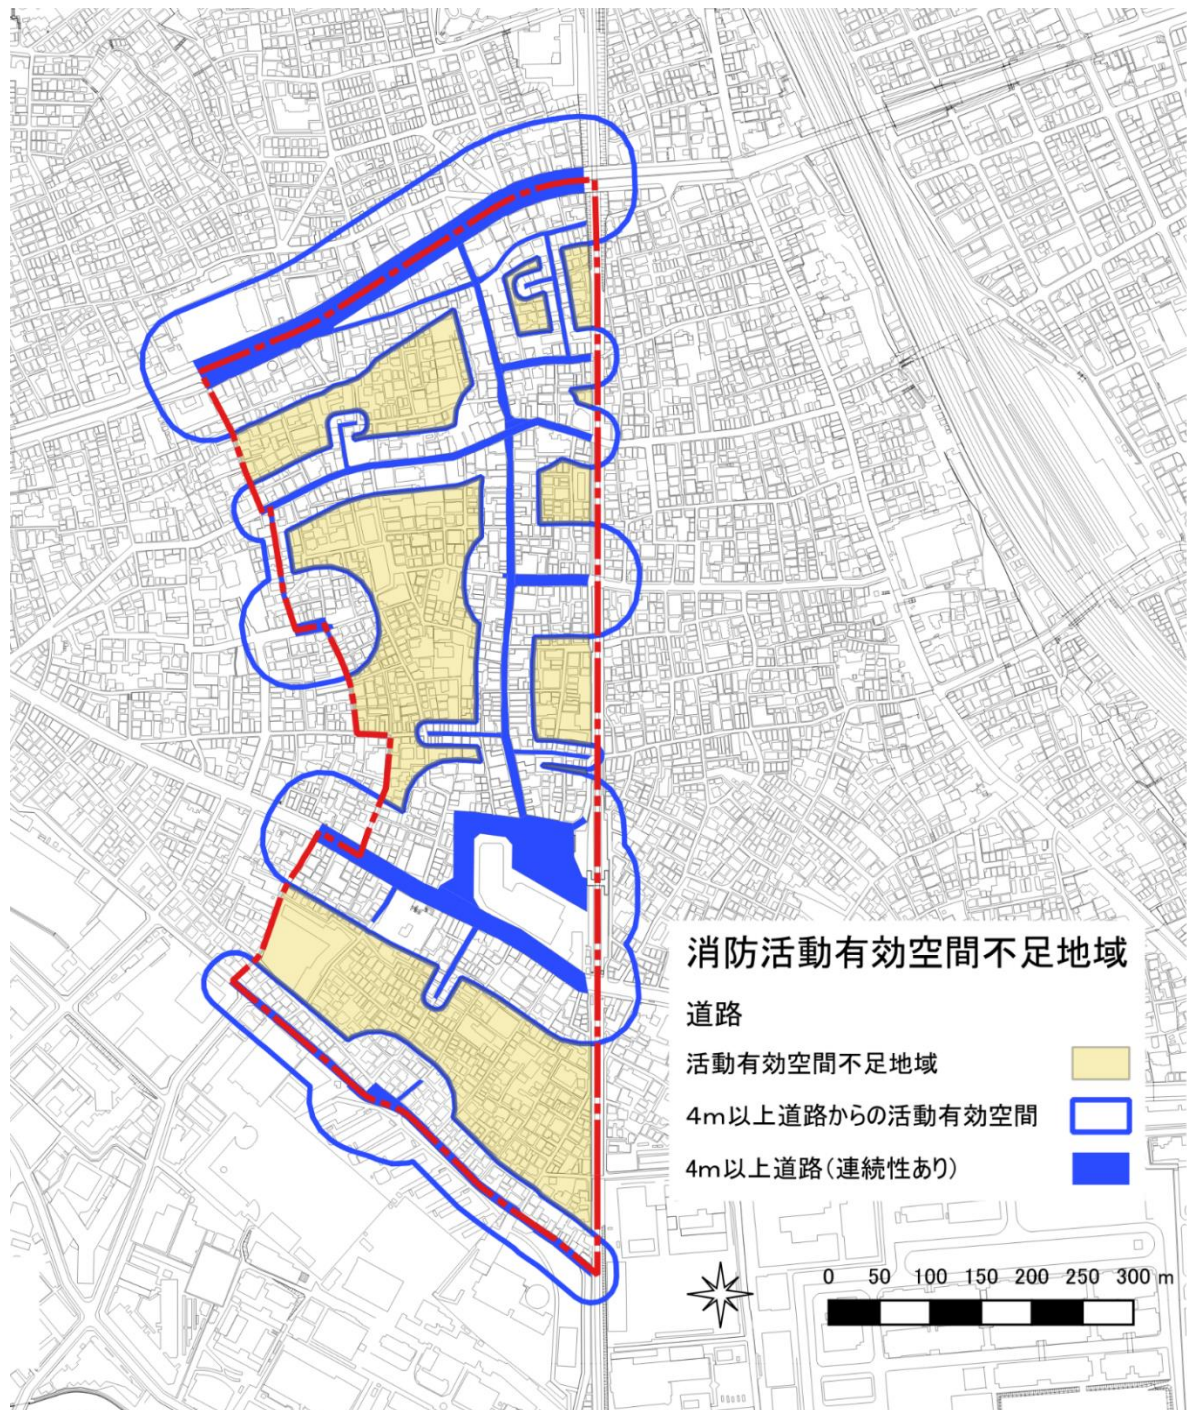 消防活動有効空間不足地域
道路
活動有効空間不足地域
4m以上道路からの活動有効空間
4m以上道路(連続性あり)
0 50 100 150 200 250 300 m